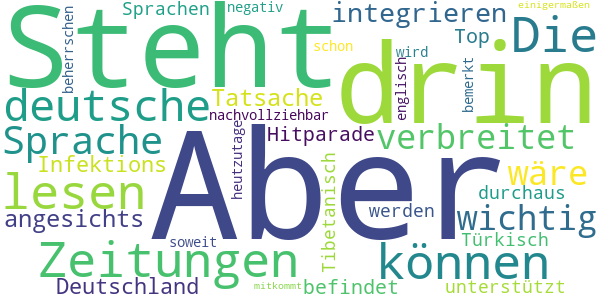 einigermaßen
Sprachen negativ
Steht
integrieren
Die
beherrschen
schon
Top
drin
wird
englisch
bemerkt
deutsche
Tatsache
nachvollziehbar
Sprache
Hitparade
verbreitet
Aber
heutzutage
Infektions
Tibetanisch
wäre
lesen
durchaus
angesichts
werden
wichtig
Türkisch
soweit
Zeitungen
können
Deutschland
mitkommt
befindet
unterstützt